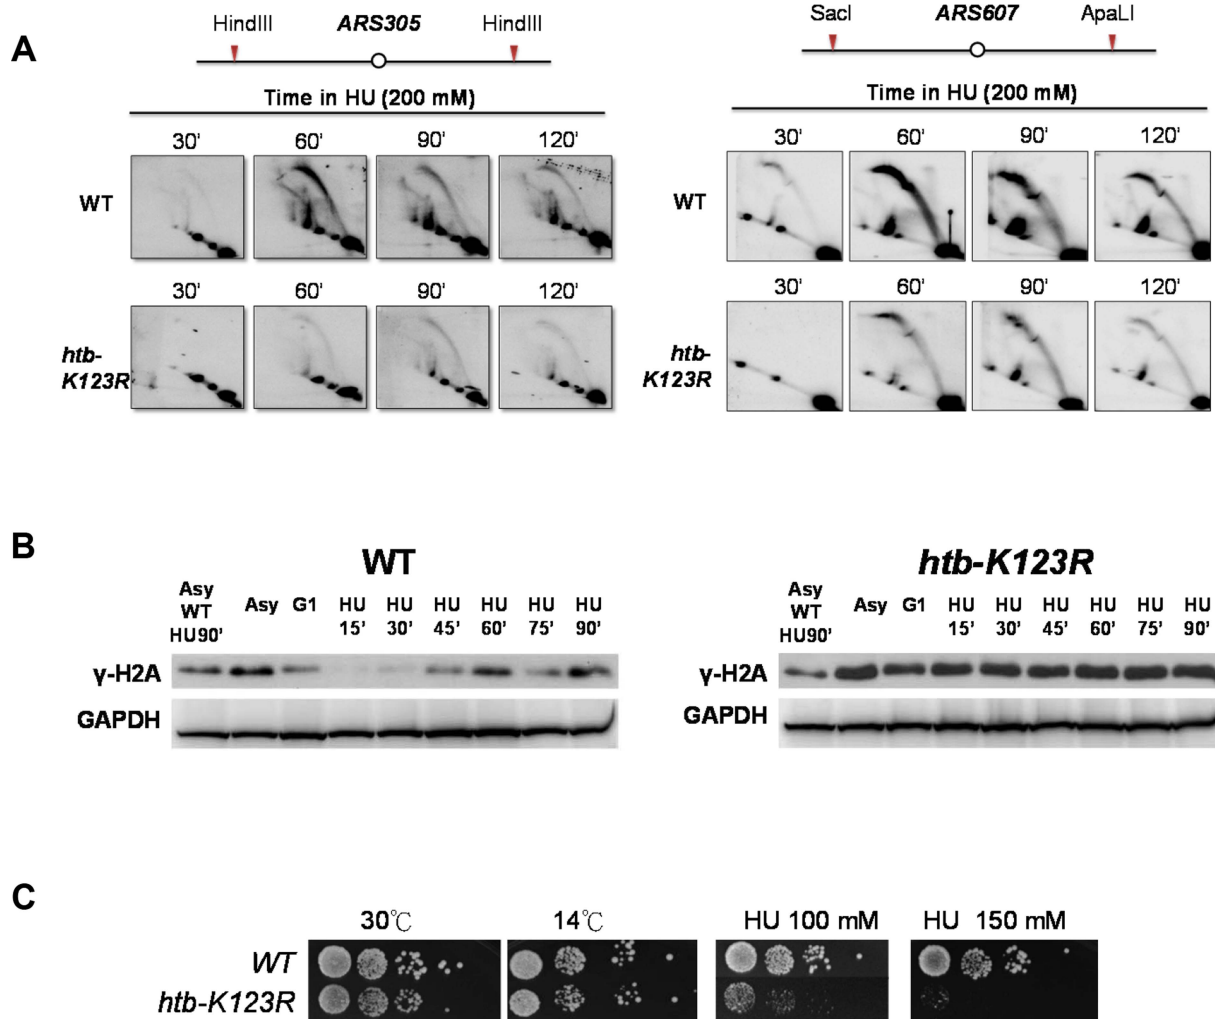 A
HindIII ARS305 HindIII
Time in HU (200 mM)
30' 60' 90' 120'
WT
30' 60' 90' 120'
htb-
K123R
SacI ARS607 ApaLI
Time in HU (200 mM)
30' 60' 90' 120'
WT
30' 60' 90' 120'
htb-
K123R
B
WT
Asy
WT
HU90'
Asy G1 HU HU HU HU HU HU
15' 30' 45' 60' 75' 90'
γ-H2A
GAPDH
htb-K123R
Asy
WT
HU90'
Asy G1 HU HU HU HU HU HU
15' 30' 45' 60' 75' 90'
γ-H2A
GAPDH
C
30℃ 14℃ HU 100 mM HU 150 mM
WT
htb-K123R